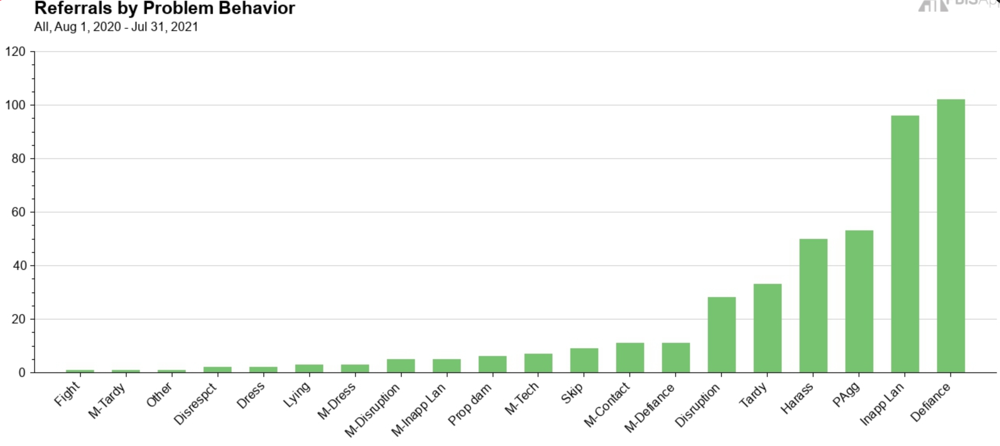 Referrals by Problem Behavior
All, Aug 1, 2020 - Jul 31, 2021
120
100
80
60
40
20
0
Fight
M-Tardy
Other
Disrespct
Dress
Lying
M-Dress
M-Disruption
M-Inapp Lan
Prop dam
M-Tech
Skip
M-Contact
M-Defiance
Disruption
Tardy
Harass
PAgg
Inapp Lan
Defiance